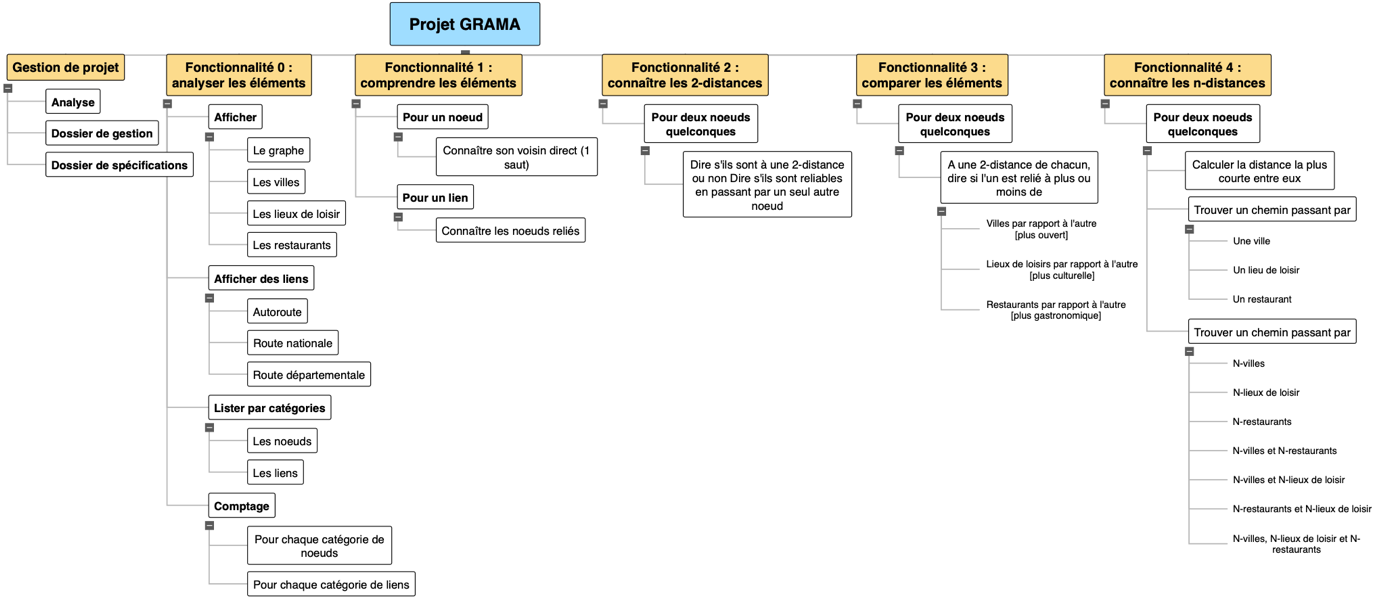 Projet GRAMA
Gestion de projet
Analyse
Dossier de gestion
Dossier de spécifications
Fonctionnalité 0 :
analyser les éléments
Afficher
Le graphe
Les villes
Les lieux de loisir
Les restaurants
Afficher des liens
Autoroute
Route nationale
Route départementale
Lister par catégories
Les noeuds
Les liens
Comptage
Pour chaque catégorie de
noeuds
Pour chaque catégorie de liens
Fonctionnalité 1 :
comprendre les éléments
Pour un noeud
Connaître son voisin direct (1
saut)
Pour un lien
Connaître les noeuds reliés
Fonctionnalité 2 :
connaître les 2-distances
Pour deux noeuds
quelconques
Dire s'ils sont à une 2-distance
ou non Dire s'ils sont reliables
en passant par un seul autre
noeud
Fonctionnalité 3 :
comparer les éléments
Pour deux noeuds
quelconques
A une 2-distance de chacun,
dire si l'un est relié à plus ou
moins de
Villes par rapport à l'autre
[plus ouvert]
Lieux de loisirs par rapport à l'autre
[plus culturelle]
Restaurants par rapport à l'autre
[plus gastronomique]
Fonctionnalité 4 :
connaître les n-distances
Pour deux noeuds
quelconques
Calculer la distance la plus
courte entre eux
Trouver un chemin passant par
Une ville
Un lieu de loisir
Un restaurant
Trouver un chemin passant par
N-villes
N-lieux de loisir
N-restaurants
N-villes et N-restaurants
N-villes et N-lieux de loisir
N-restaurants et N-lieux de loisir
N-villes, N-lieux de loisir et N-
restaurants